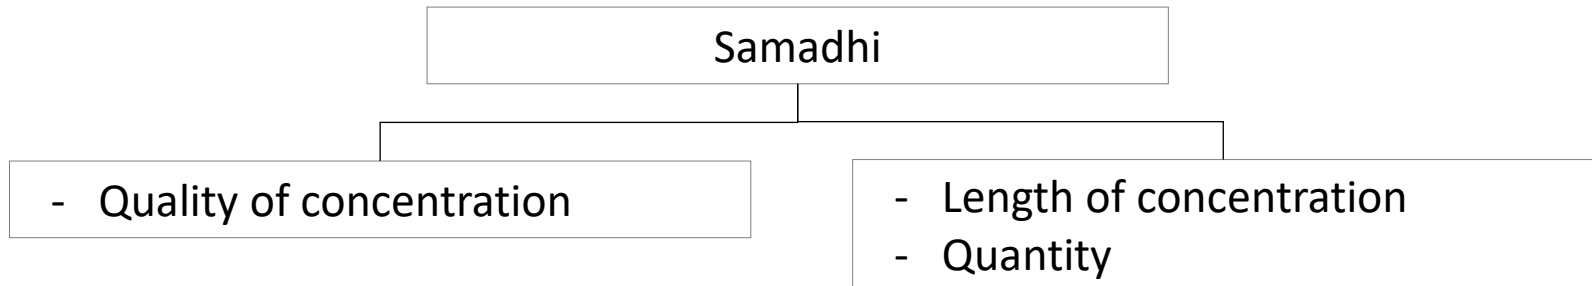 Samadhi
- Quality of concentration
- Length of concentration
- Quantity